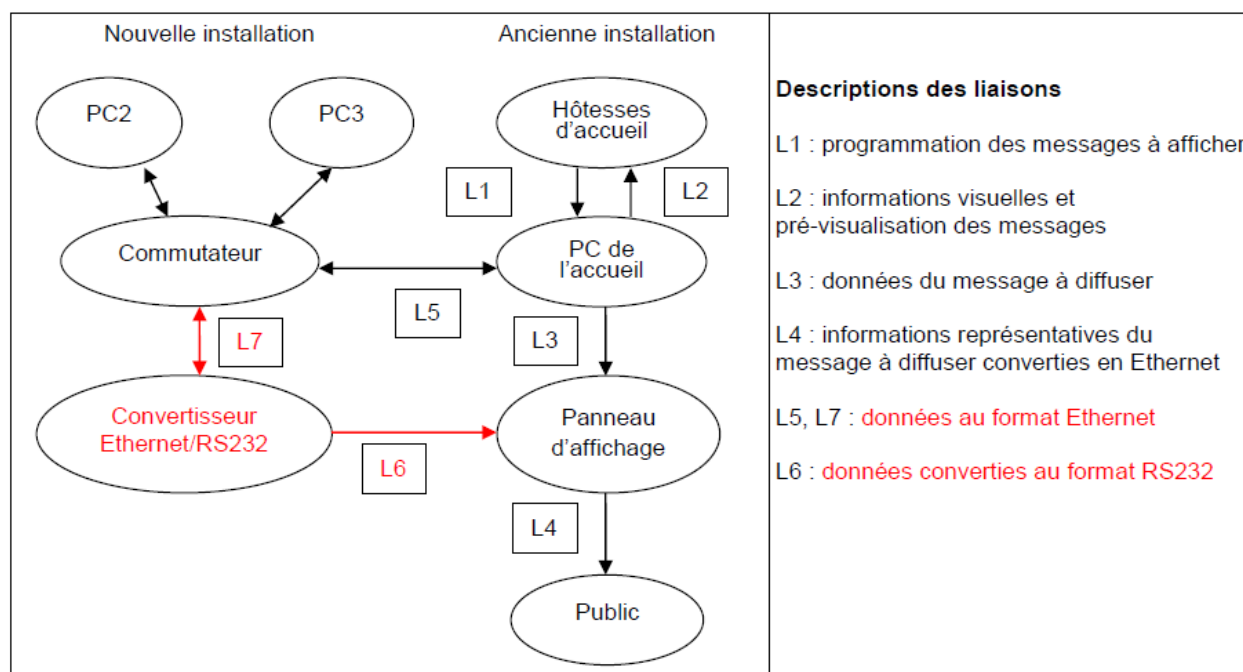 Nouvelle installation
Ancienne installation
PC2
PC3
Hôtesses
d'accueil
L1
L2
Commutateur
PC de
l'accueil
L5
L7
L3
Convertisseur
Ethernet/RS232
Panneau
d'affichage
L6
L4
Public
Descriptions des liaisons
L1 : programmation des messages à afficher
L2 : informations visuelles et
pré-visualisation des messages
L3 : données du message à diffuser
L4 : informations représentatives du
message à diffuser converties en Ethernet
L5, L7 : données au format Ethernet
L6 : données converties au format RS232